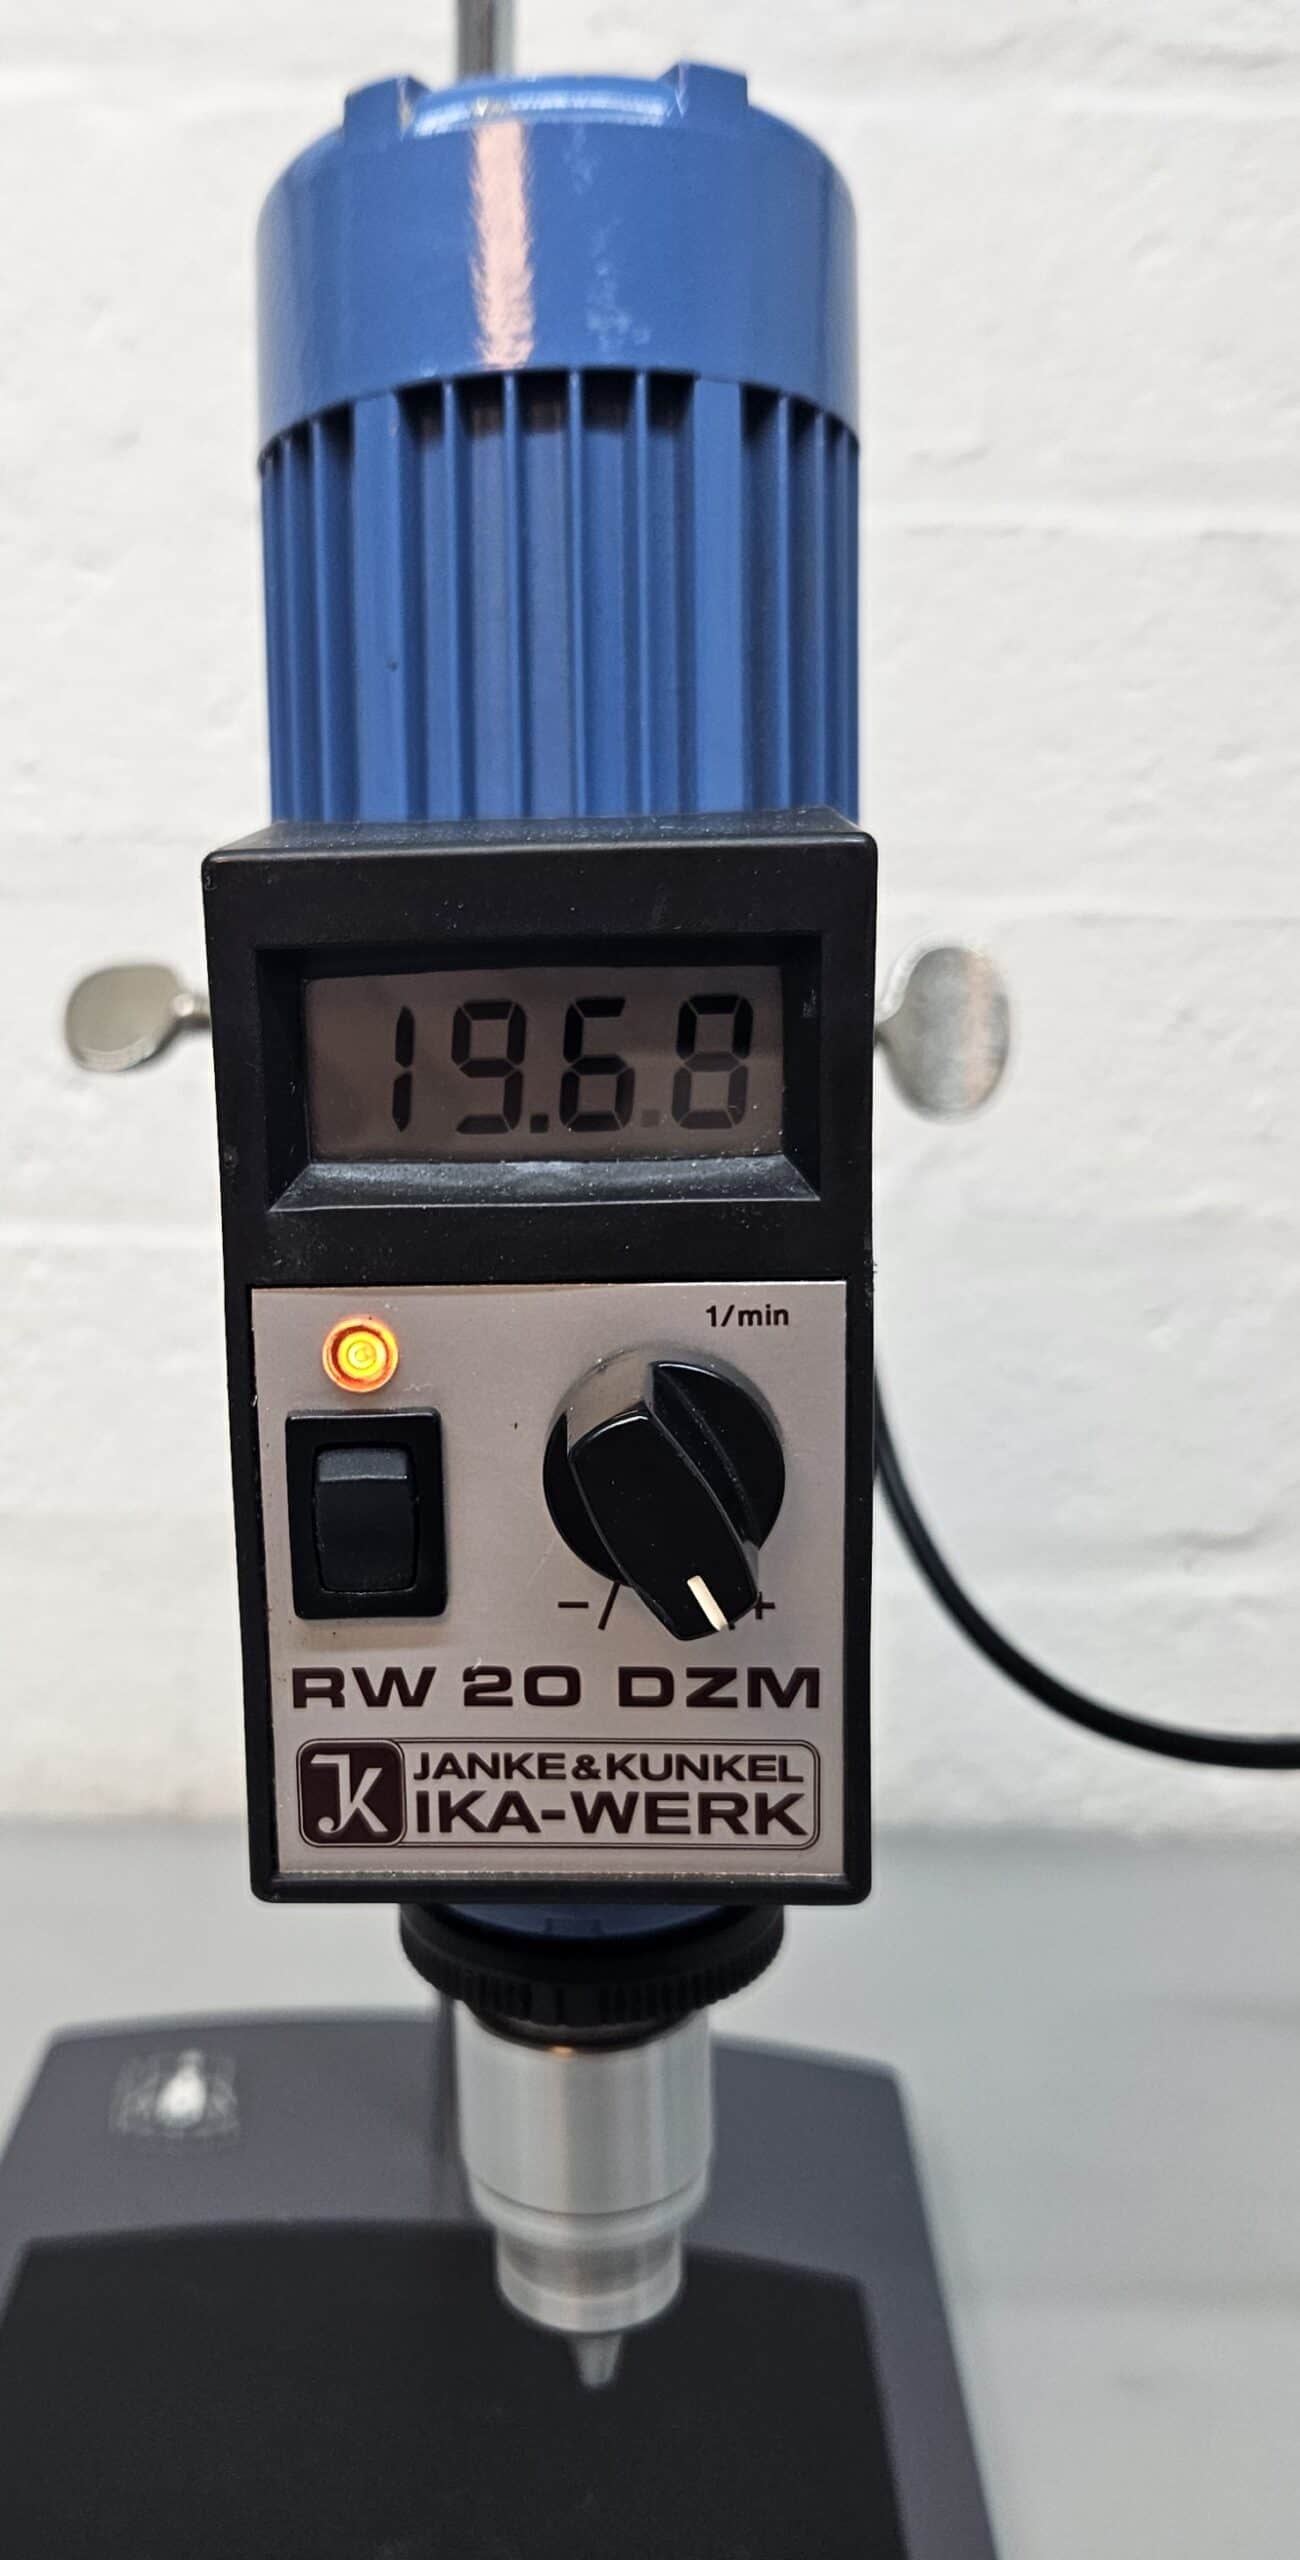 19.68
1/min
-/ +
RW 20 DZM
JK JANKE&KUNKEL
IKA-WERK